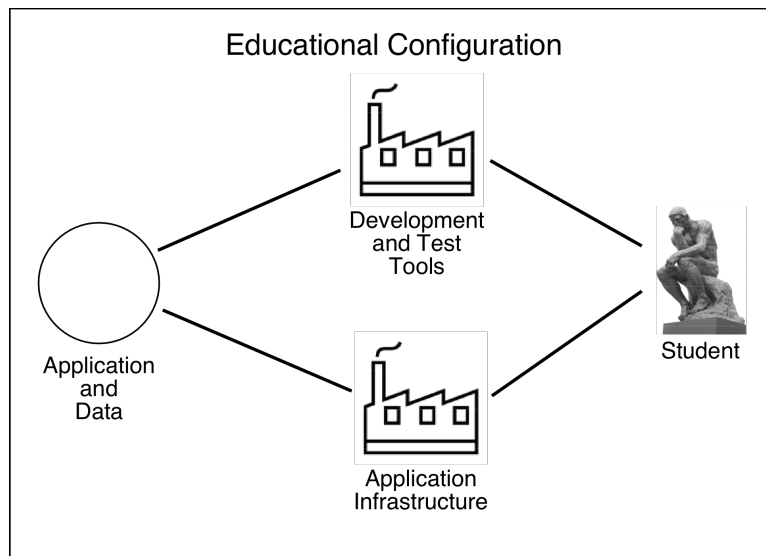 Educational Configuration
Development
and Test
Tools
Application
and
Data
Student
Application
Infrastructure